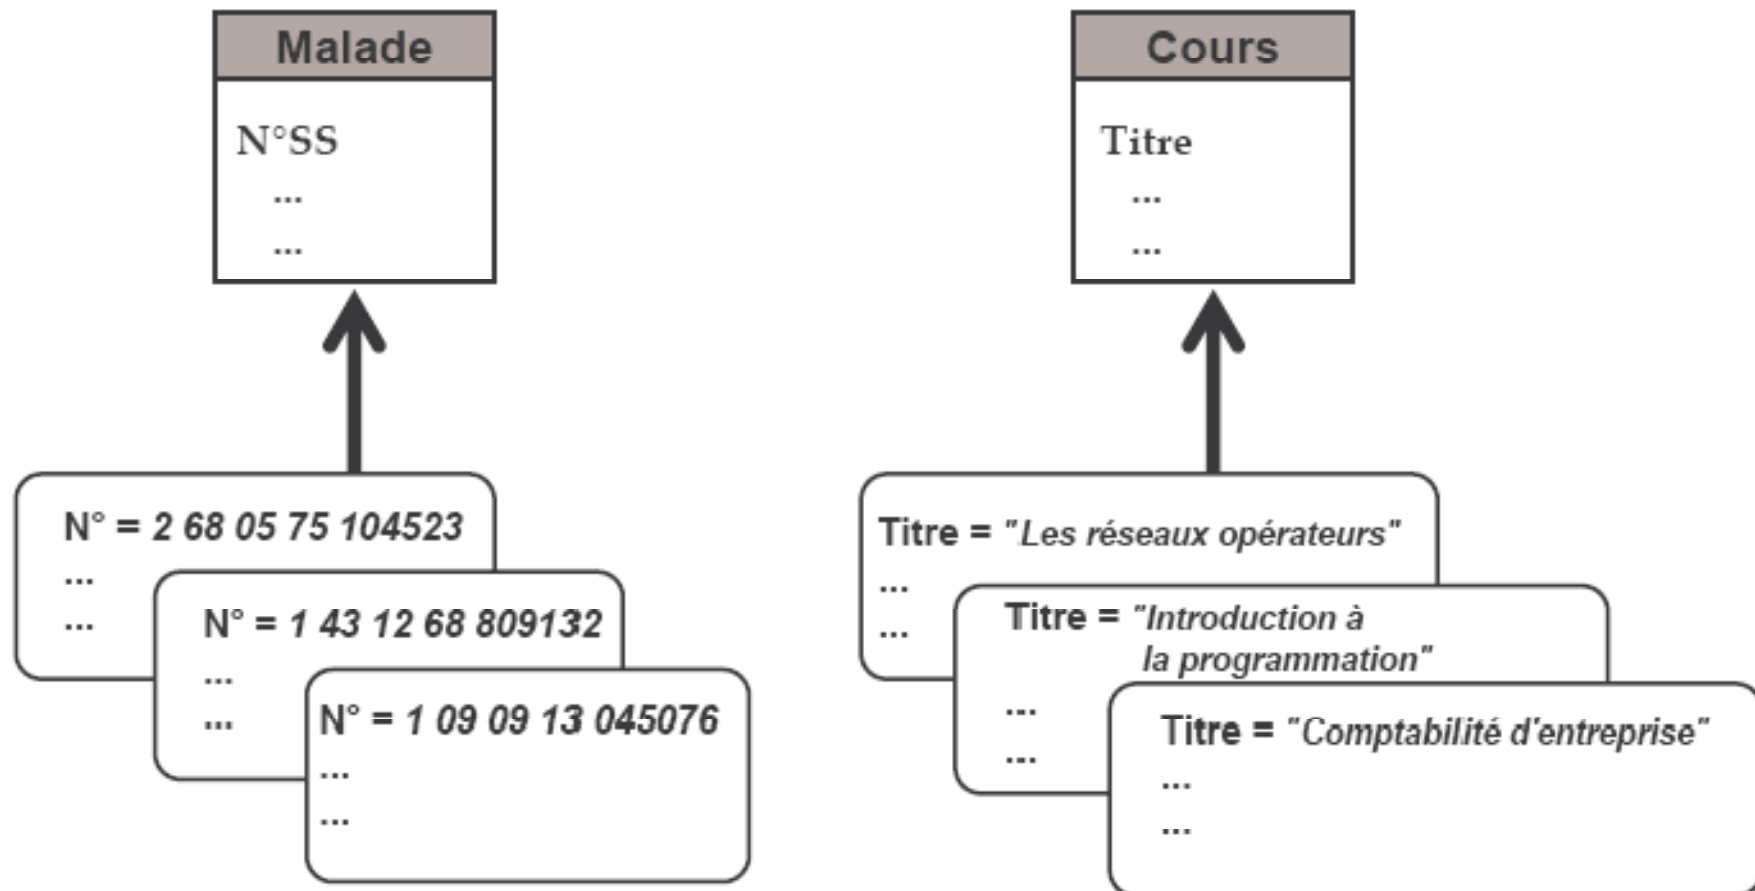 Malade
N°SS
...
...
N° = 2 68 05 75 104523
...
...
N° = 1 43 12 68 809132
...
...
N° = 1 09 09 13 045076
...
...
Cours
Titre
...
...
Titre = "Les réseaux opérateurs"
...
...
Titre = "Introduction à
la programmation"
...
...
Titre = "Comptabilité d'entreprise"
...
...